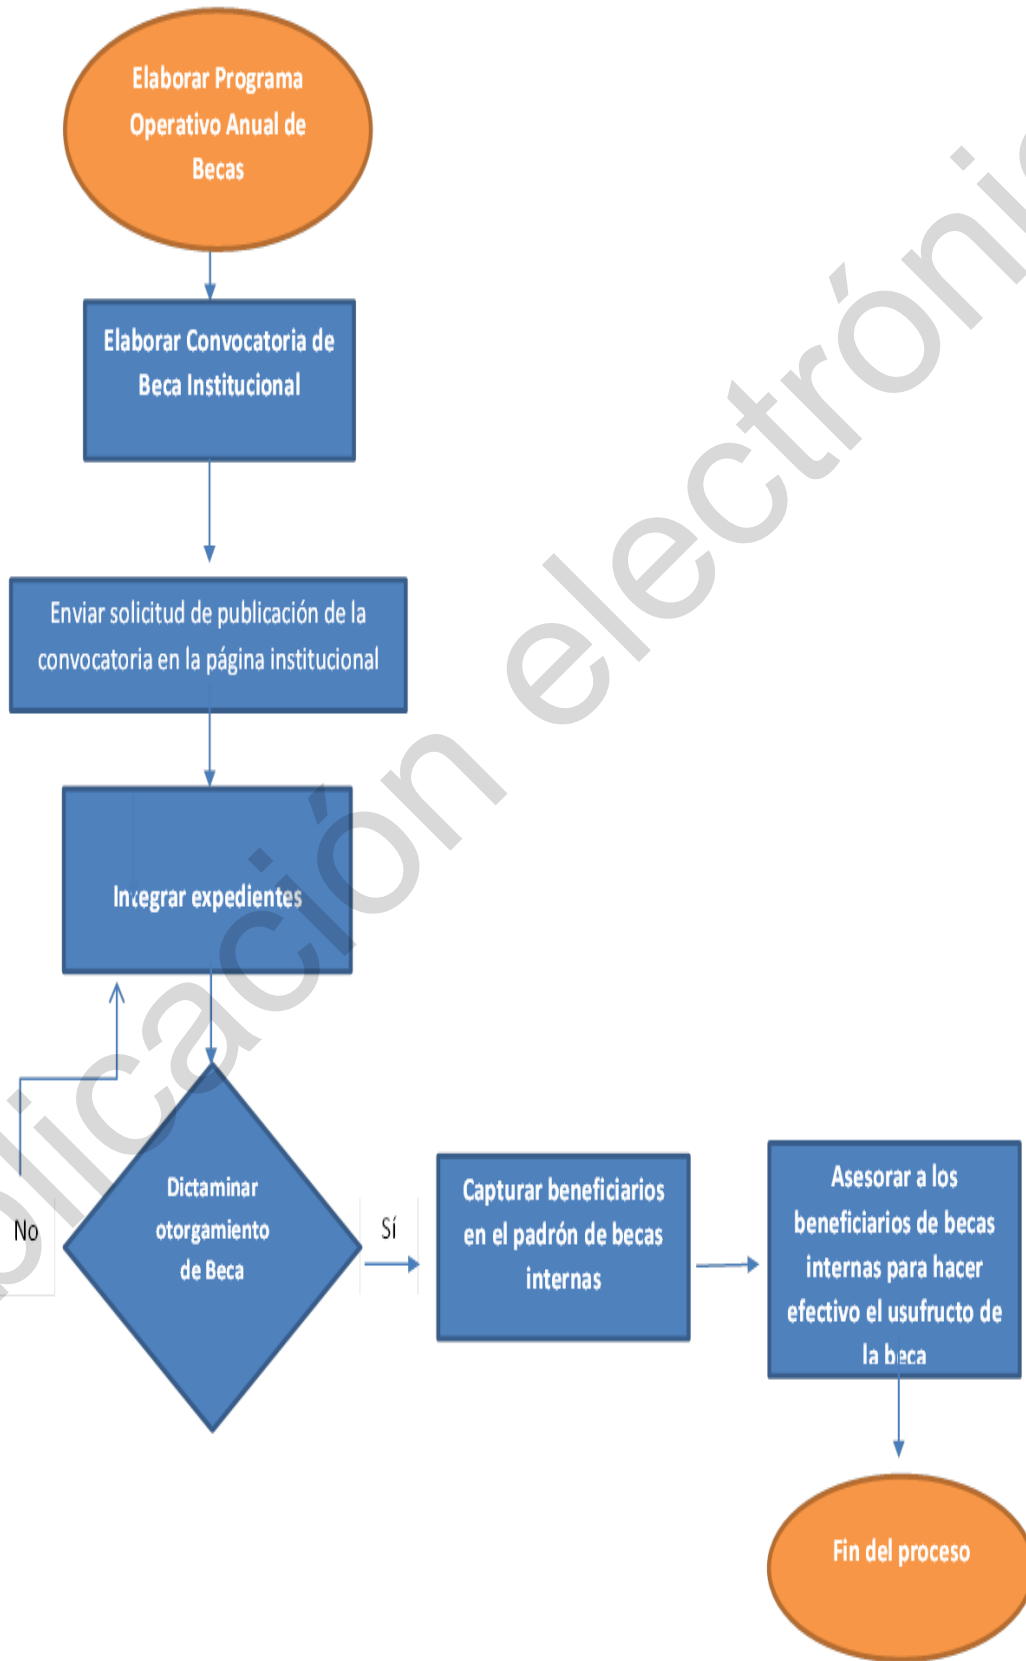 Elaborar Programa
Operativo Anual de
Becas
Elaborar Convocatoria de
Beca Institucional
Enviar solicitud de publicación de la
convocatoria en la página institucional
Integrar expedientes
Dictaminar
otorgamiento
de Beca
No
Sí
Capturar beneficiarios
en el padrón de becas
internas
Asesorar a los
beneficiarios de becas
internas para hacer
efectivo el usufructo de
la beca
Fin del proceso
blicación electrónic